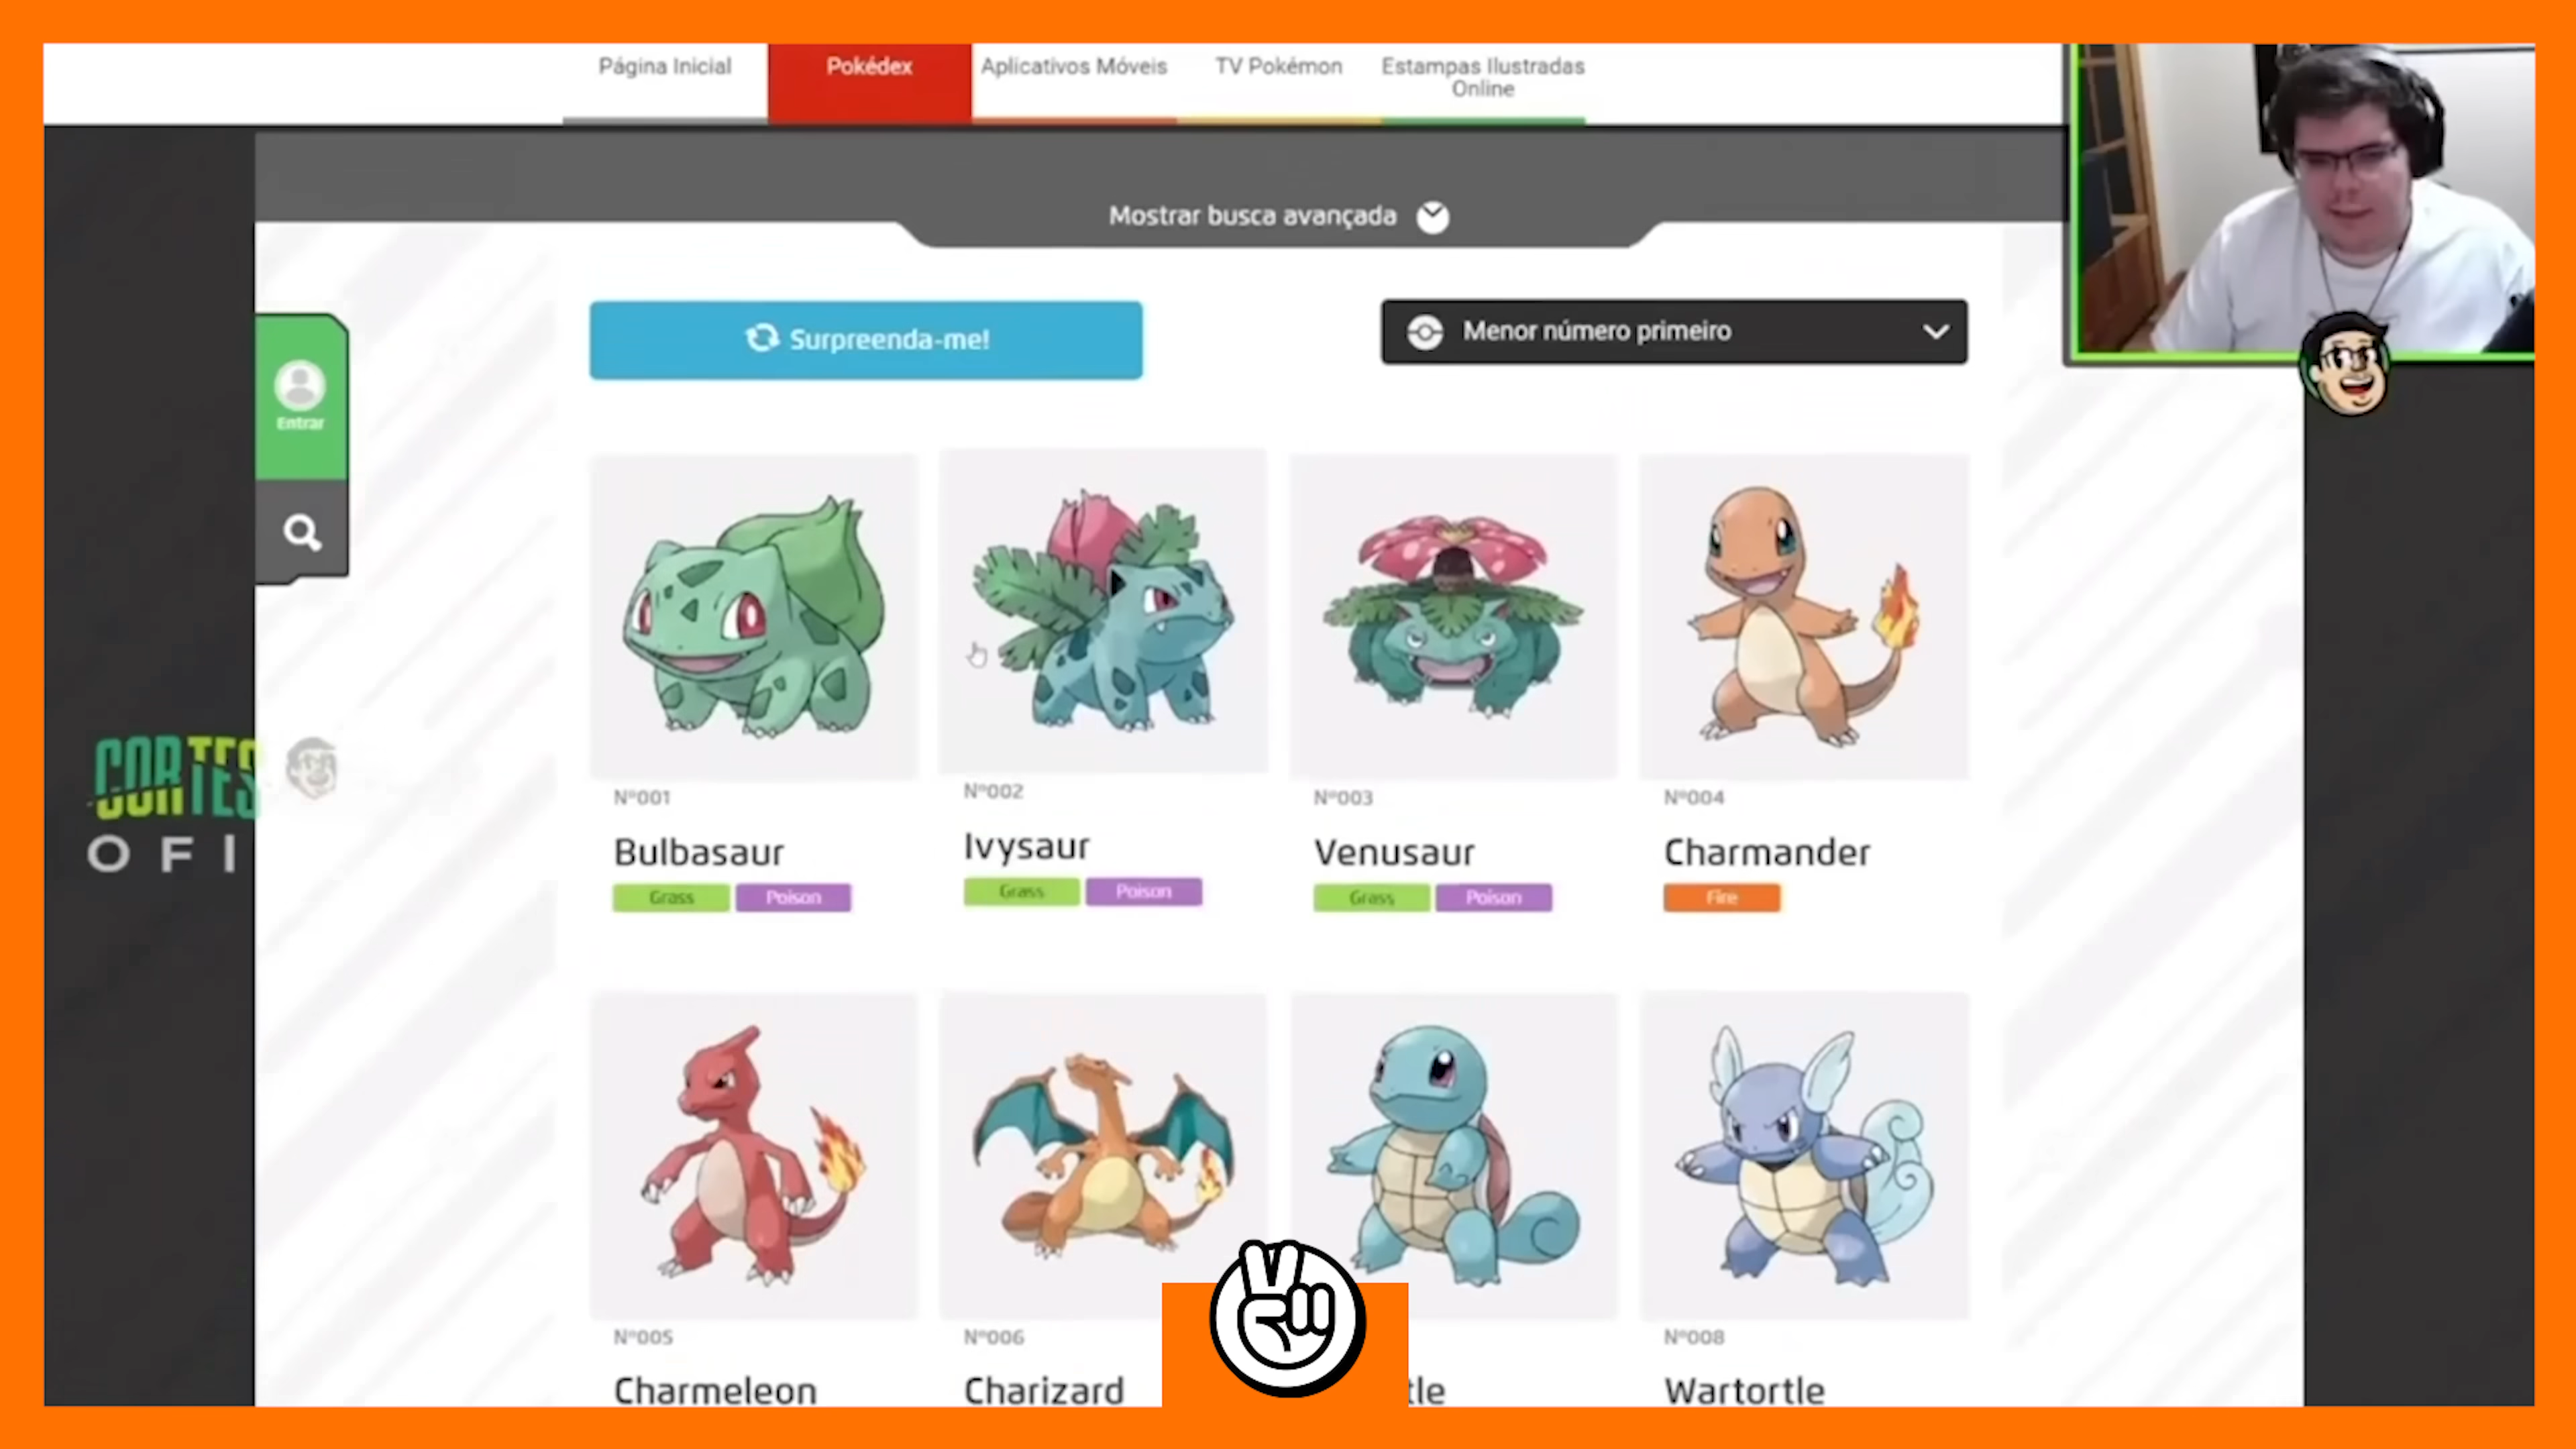 Página Inicial
Pokédex
Aplicativos Móveis
TV Pokémon
Estampas Ilustradas
Online
Mostrar busca avançada
Surpreenda-me!
Menor número primeiro
Entrar
CORTES
OFI
Nº001
Nº002
Nº003
Nº004
Bulbasaur
Ivysaur
Venusaur
Charmander
Grass
Poison
Grass
Poison
Grass
Poison
Fire
Nº005
Nº006
Nº008
Charmeleon
Charizard
tle
Wartortle